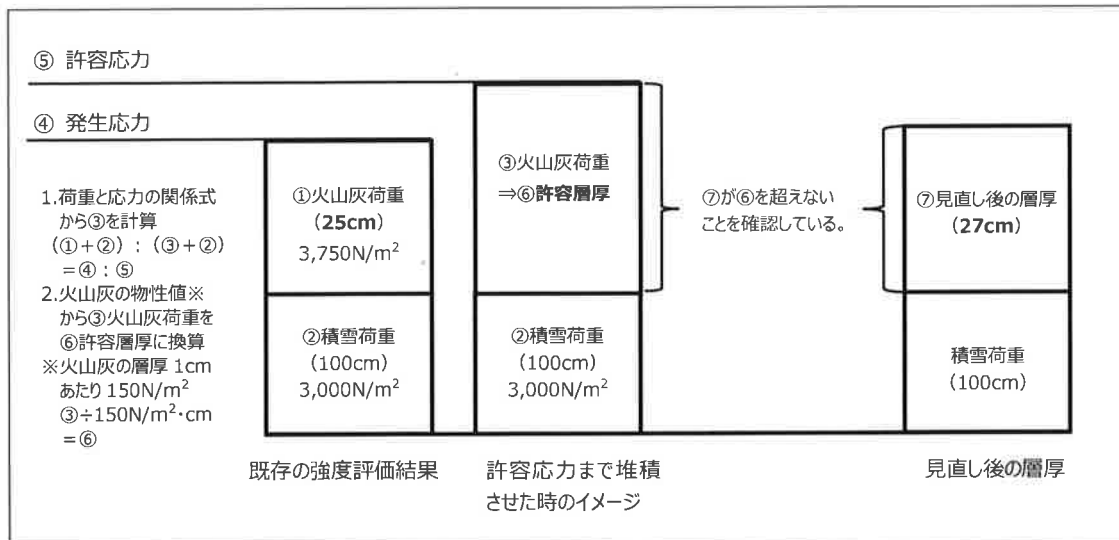 ⑤ 許容応力
④ 発生応力
1.荷重と応力の関係式
から③を計算
(①+②):(③+②)
=④:⑤
2.火山灰の物性値※
から③火山灰荷重を
⑥許容層厚に換算
※火山灰の層厚 1cm
あたり 150N/m²
③÷150N/m²・cm
=⑥
①火山灰荷重
(25cm)
3,750N/m²
②積雪荷重
(100cm)
3,000N/m²
既存の強度評価結果
③火山灰荷重
⇒⑥許容層厚
②積雪荷重
(100cm)
3,000N/m²
許容応力まで堆積
させた時のイメージ
⑦が⑥を超えない
ことを確認している。
⑦見直し後の層厚
(27cm)
積雪荷重
(100cm)
見直し後の層厚